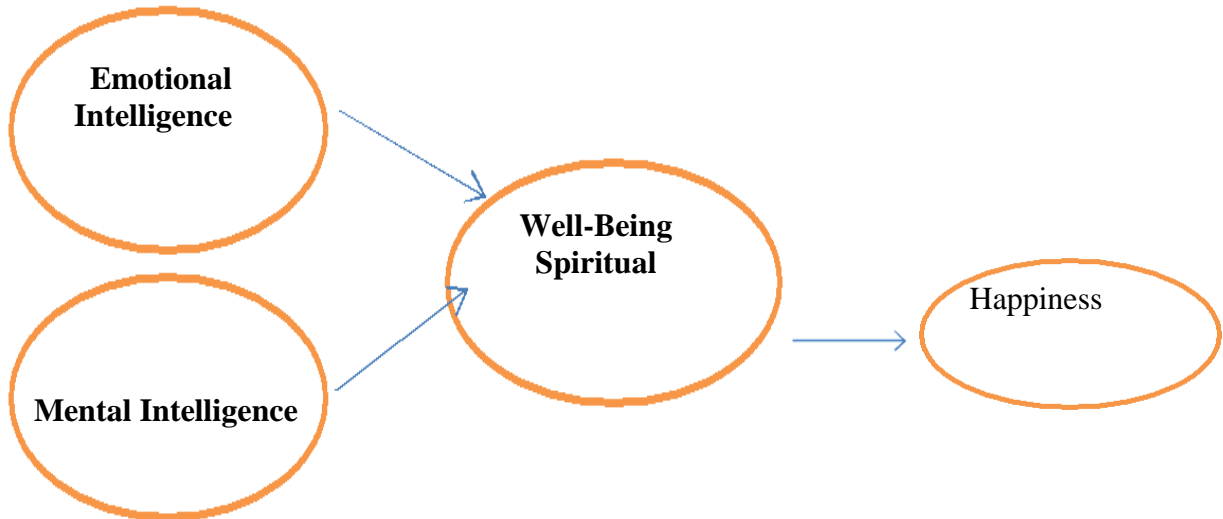 Emotional
Intelligence
Well-Being
Spiritual
Happiness
Mental Intelligence